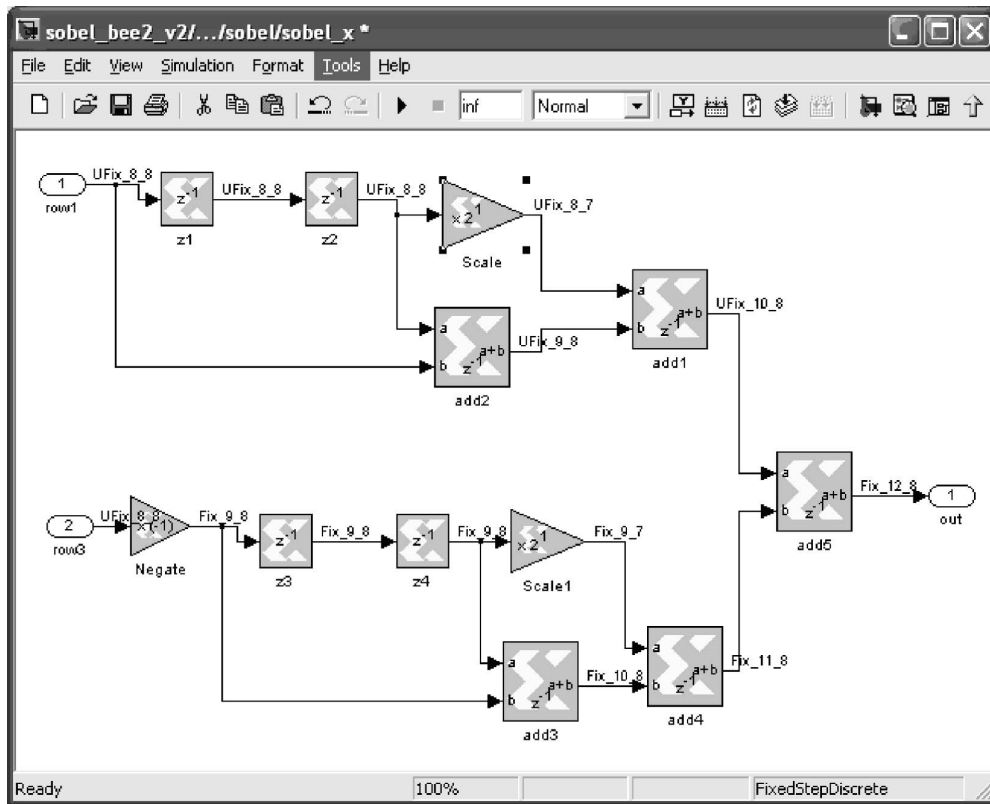 sobel_bee2_v2/.../sobel/sobel_x *
File Edit View Simulation Format Tools Help
inf Normal
1
row1
UFix_8_8
z-1
z1
UFix_8_8
z-1
z2
UFix_8_8
x 2^1
Scale
UFix_8_7
a
b
a+b
z-1
add2
UFix_9_8
a
b
a+b
z-1
add1
UFix_10_8
2
row3
UFix_8_8
x (-1)
Negate
Fix_9_8
z-1
z3
Fix_9_8
z-1
z4
Fix_9_8
x 2^1
Scale1
Fix_9_7
a
b
a+b
z-1
add3
Fix_10_8
a
b
a+b
z-1
add4
Fix_11_8
a
b
a+b
z-1
add5
Fix_12_8
1
out
Ready 100% FixedStepDiscrete